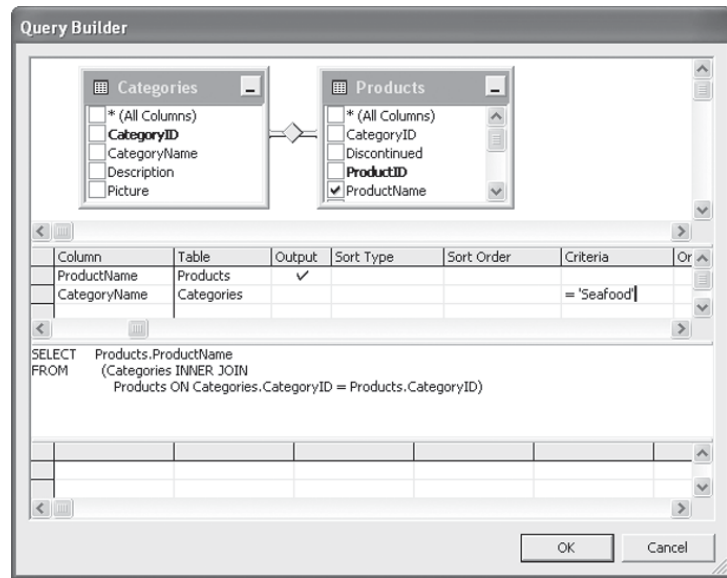 Query Builder
Categories
* (All Columns)
CategoryID
CategoryName
Description
Picture
Products
* (All Columns)
CategoryID
Discontinued
ProductID
ProductName
Column Table Output Sort Type Sort Order Criteria Or
ProductName Products
CategoryName Categories = 'Seafood'
SELECT Products.ProductName
FROM (Categories INNER JOIN
Products ON Categories.CategoryID = Products.CategoryID)
OK Cancel